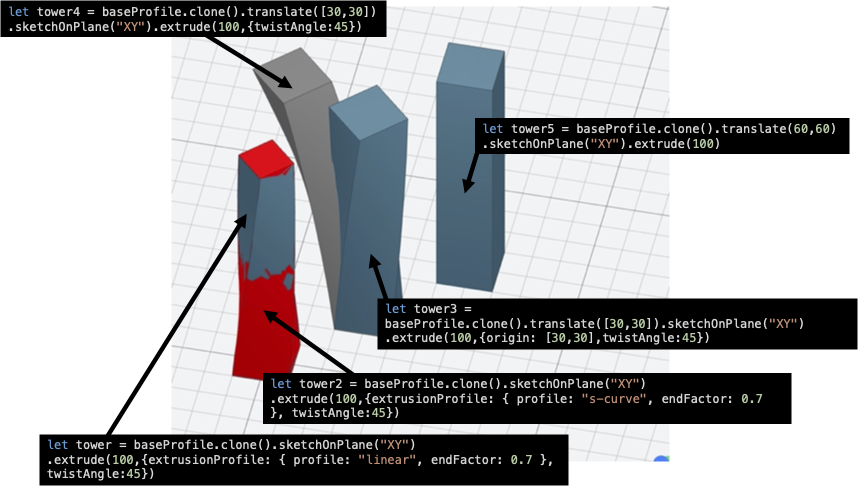 let tower4 = baseProfile.clone().translate([30,30])
.sketchOnPlane("XY").extrude(100,{twistAngle:45})
let tower5 = baseProfile.clone().translate(60,60)
.sketchOnPlane("XY").extrude(100)
let tower3 =
baseProfile.clone().translate([30,30]).sketchOnPlane("XY")
.extrude(100,{origin: [30,30],twistAngle:45})
let tower2 = baseProfile.clone().sketchOnPlane("XY")
.extrude(100,{extrusionProfile: { profile: "s-curve", endFactor: 0.7
}, twistAngle:45})
let tower = baseProfile.clone().sketchOnPlane("XY")
.extrude(100,{extrusionProfile: { profile: "linear", endFactor: 0.7 },
twistAngle:45})